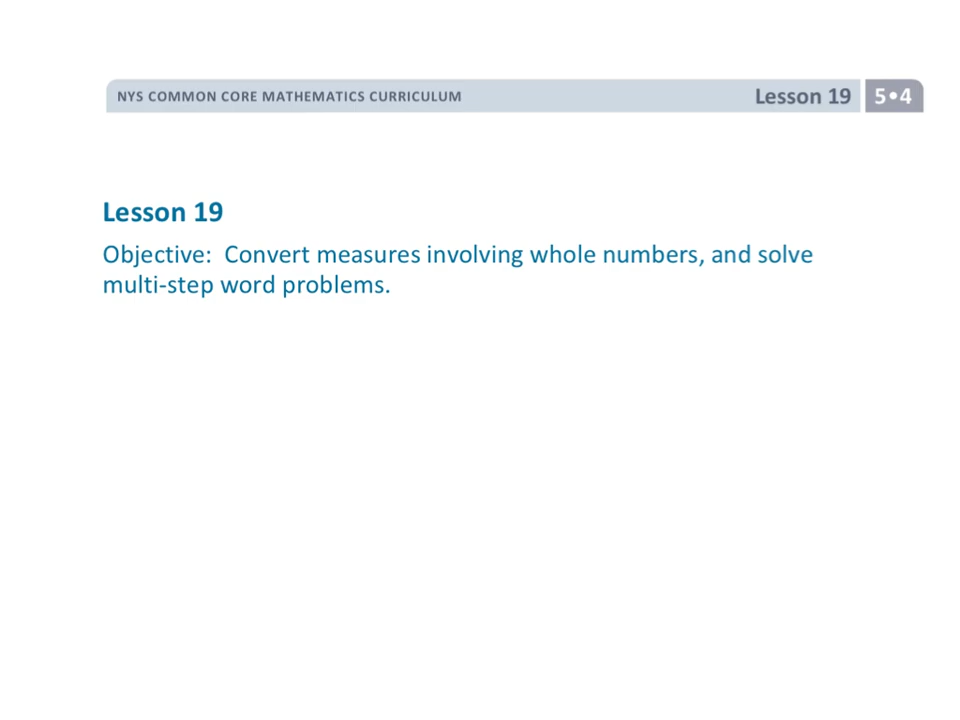 NYS COMMON CORE MATHEMATICS CURRICULUM Lesson 19 5•4
Lesson 19
Objective: Convert measures involving whole numbers, and solve
multi-step word problems.